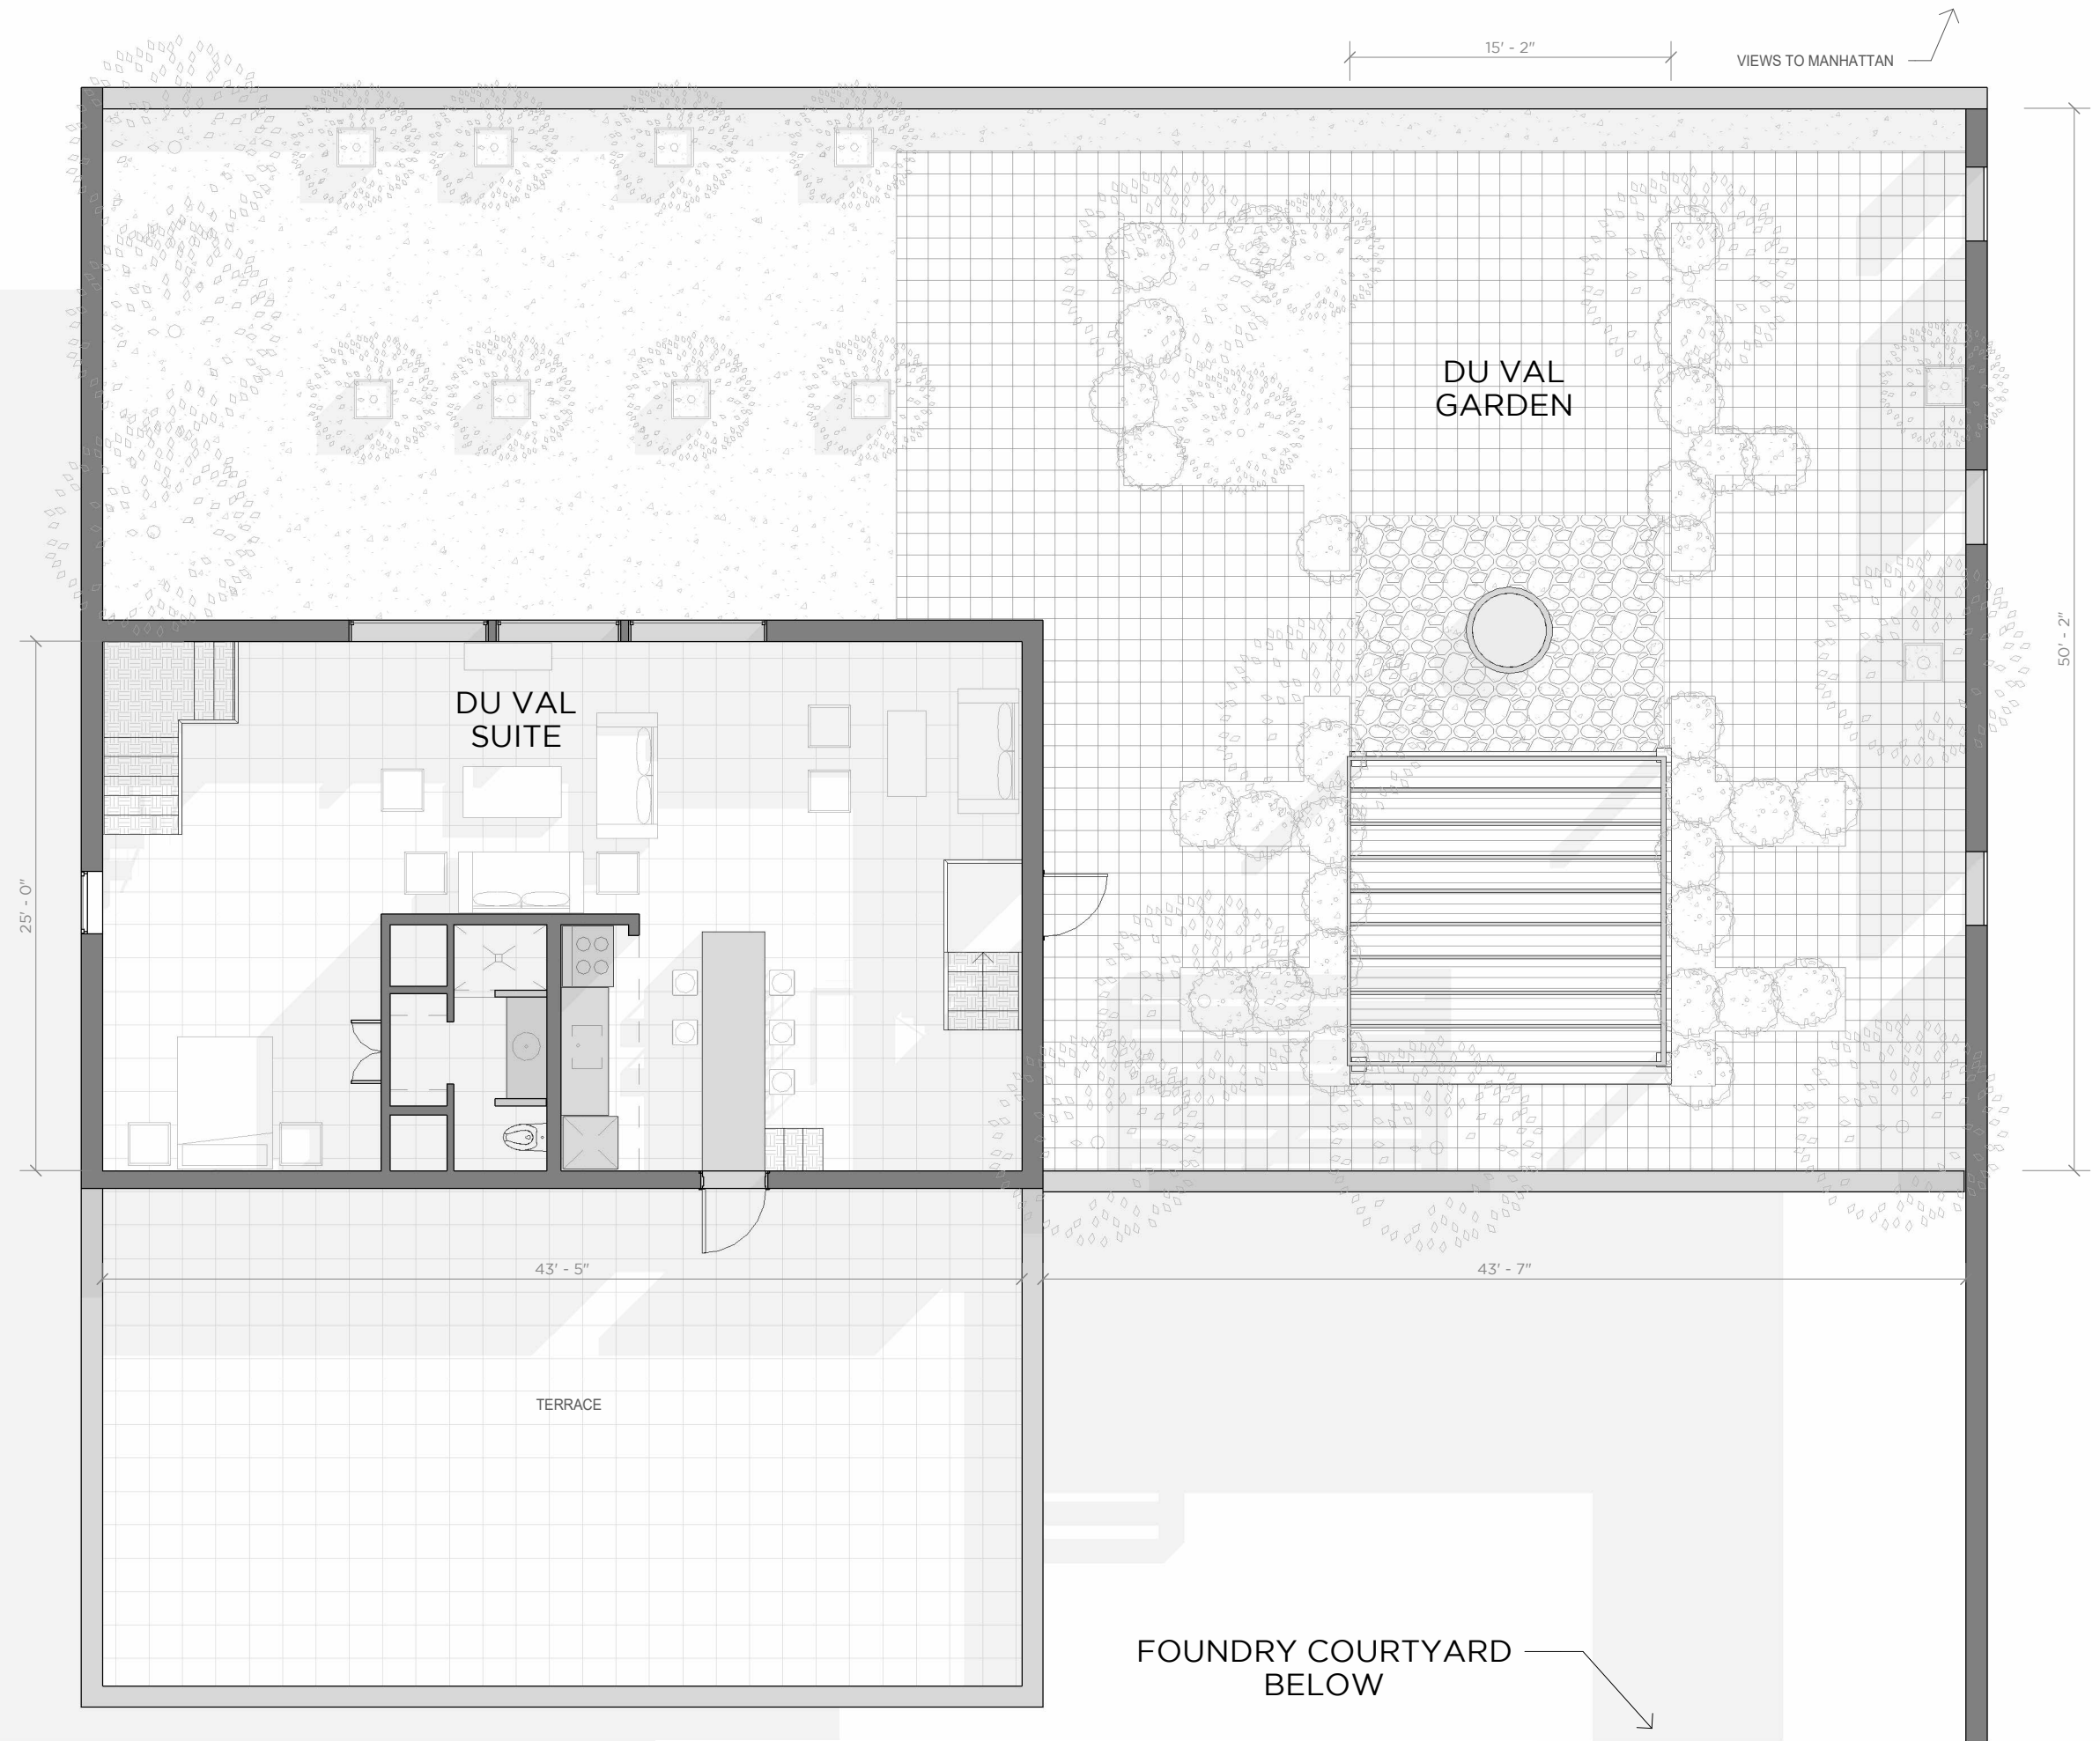 15' - 2"
VIEWS TO MANHATTAN
DU VAL
GARDEN
50' - 2"
DU VAL
SUITE
25' - 0"
43' - 5"
43' - 7"
TERRACE
FOUNDRY COURTYARD
BELOW